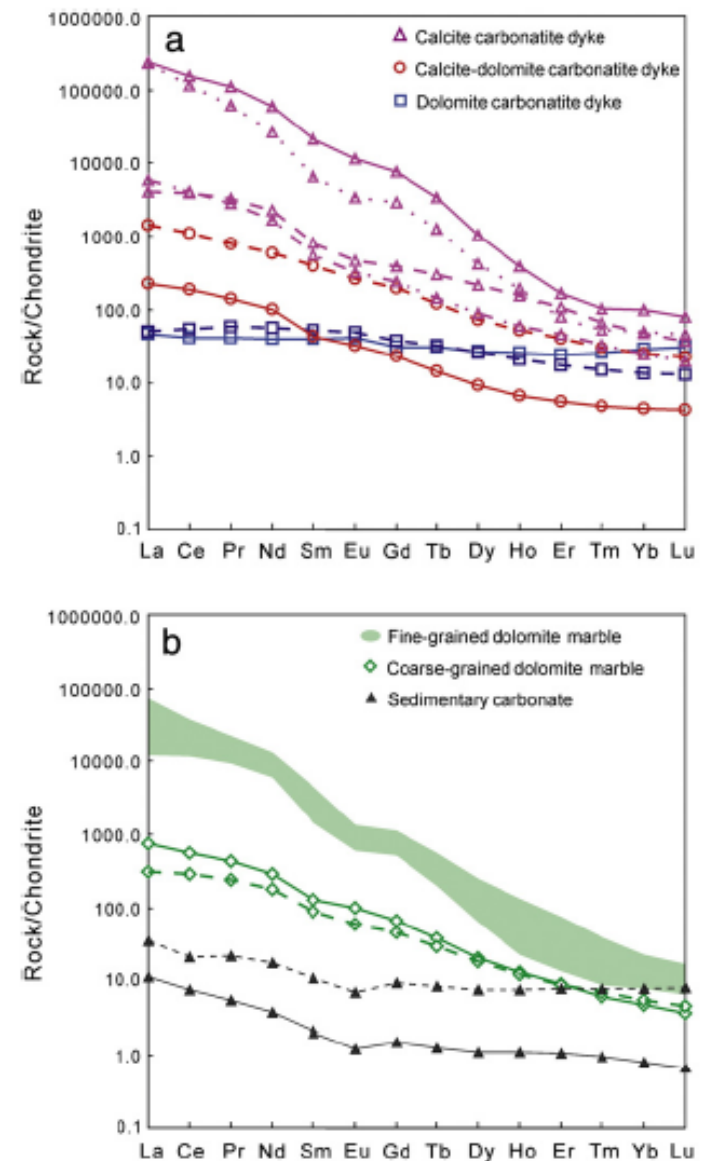 a
Calcite carbonatite dyke
Calcite-dolomite carbonatite dyke
Dolomite carbonatite dyke
1000000.0
100000.0
10000.0
1000.0
100.0
10.0
1.0
0.1
Rock/Chondrite
La Ce Pr Nd Sm Eu Gd Tb Dy Ho Er Tm Yb Lu
b
Fine-grained dolomite marble
Coarse-grained dolomite marble
Sedimentary carbonate
1000000.0
100000.0
10000.0
1000.0
100.0
10.0
1.0
0.1
Rock/Chondrite
La Ce Pr Nd Sm Eu Gd Tb Dy Ho Er Tm Yb Lu